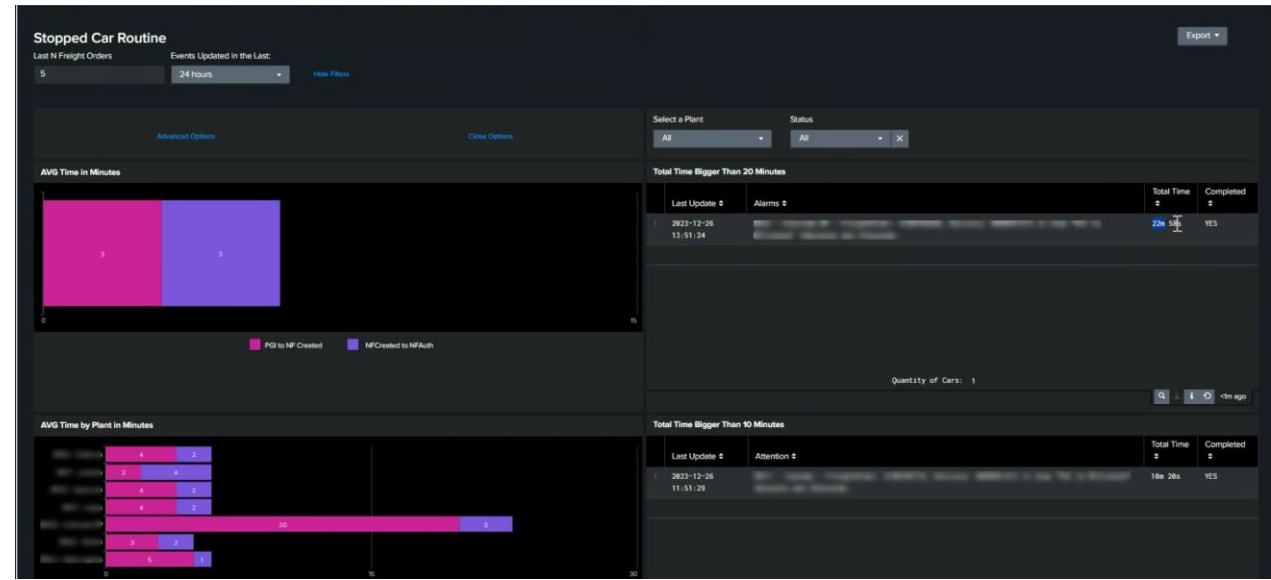 Stopped Car Routine
Export
Last N Freight Orders
Events Updated in the Last:
5
24 hours
Hide Filters
Advanced Options
Close Options
Select a Plant
Status
All
All
AVG Time in Minutes
3
3
0
15
PGI to NF Created
NFCreated to NFAuth
Total Time Bigger Than 20 Minutes
Last Update
Alarms
Total Time
Completed
2023-12-26
13:51:24
22m
YES
Quantity of Cars: 1
<1m ago
AVG Time by Plant in Minutes
4 2
2 4
4 2
4 2
20 3
3 2
5 1
0 15 30
Total Time Bigger Than 10 Minutes
Last Update
Attention
Total Time
Completed
2023-12-26
11:51:29
10m 20s
YES